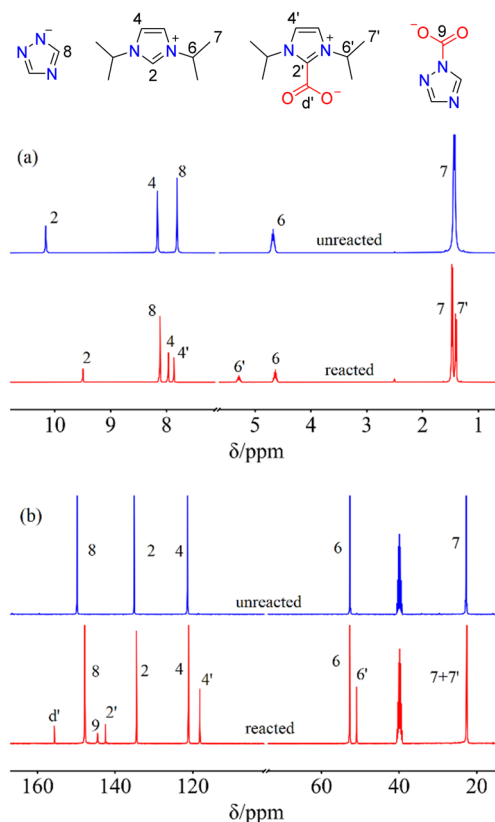 N⁻ N 8 N
4 N N⁺ 2 6 7
4' N N⁺ 2' 6' 7' O O⁻ d'
9 ⁻O O N N N
(a)
2 4 8 6 7
unreacted
2 8 4 4' 6' 6 7 7'
reacted
10 9 8 5 4 3 2 1
δ/ppm
(b)
8 2 4 6 7
unreacted
d' 8 9 2' 2 4 4' 6 6' 7+7'
reacted
160 140 120 60 40 20
δ/ppm